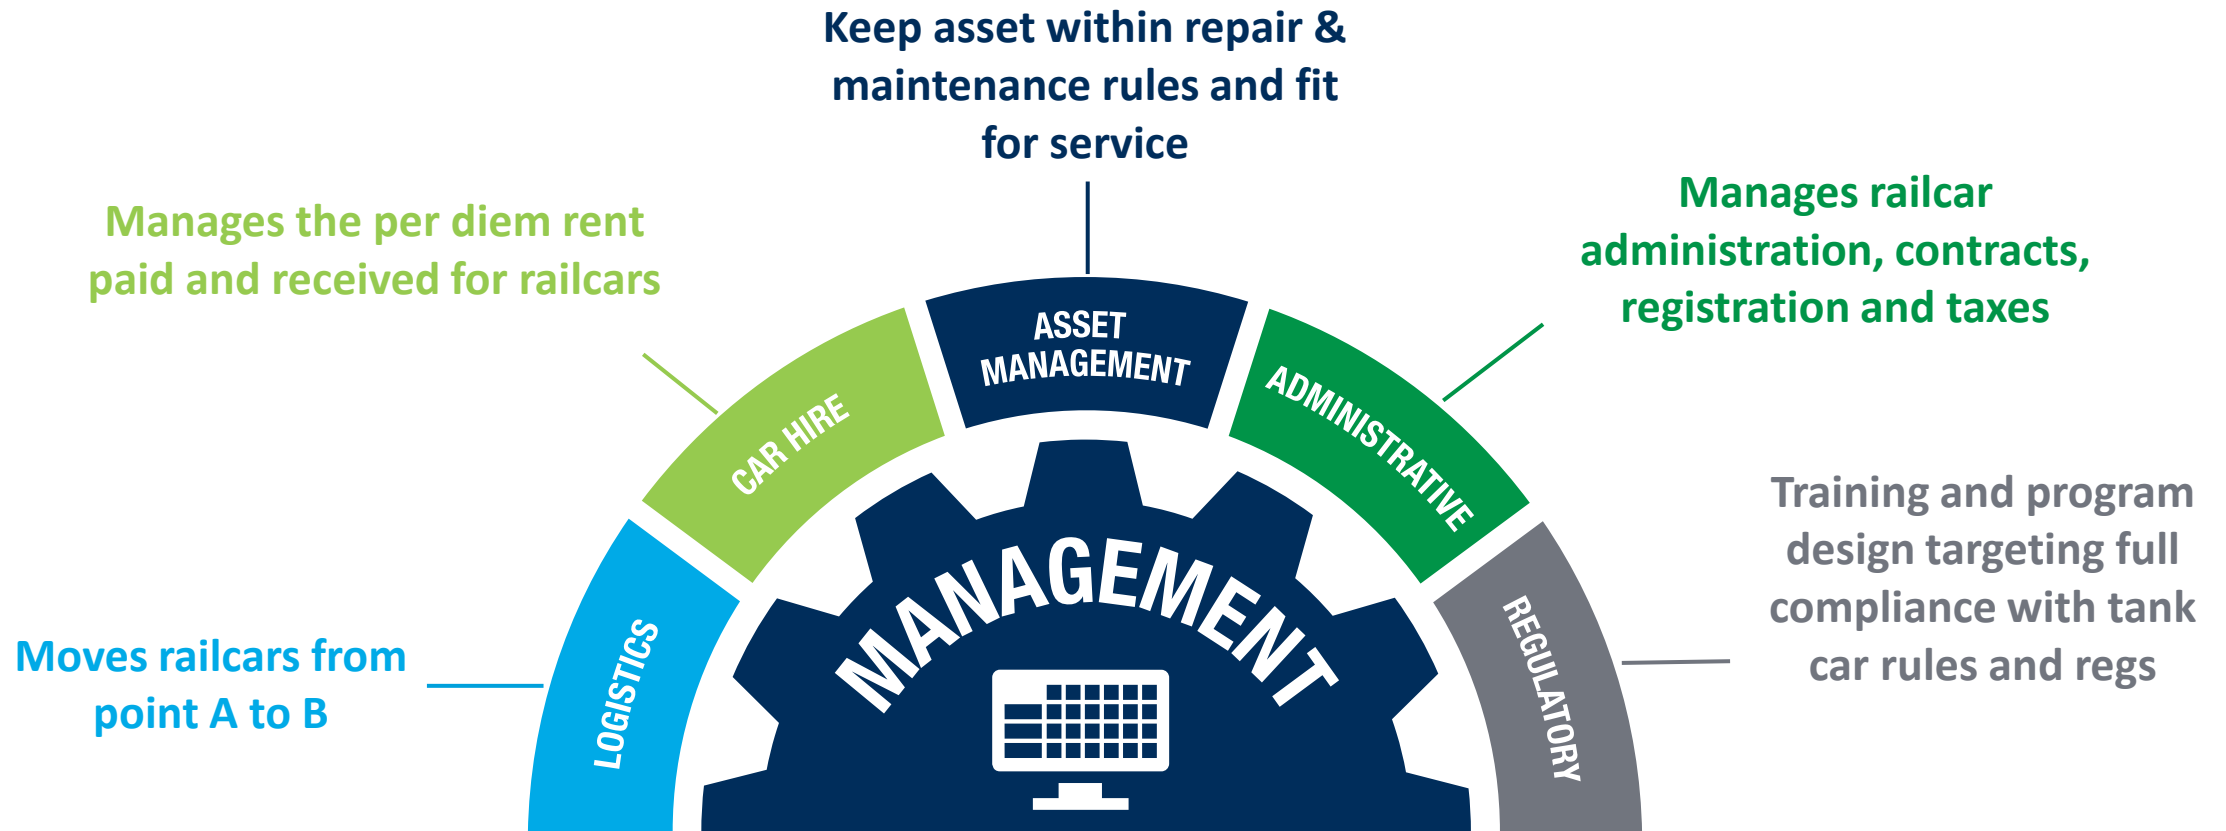 Keep asset within repair &
maintenance rules and fit
for service
Manages the per diem rent
paid and received for railcars
Manages railcar
administration, contracts,
registration and taxes
Moves railcars from
point A to B
Training and program
design targeting full
compliance with tank
car rules and regs
LOGISTICS
CAR HIRE
ASSET
MANAGEMENT
ADMINISTRATIVE
REGULATORY
MANAGEMENT